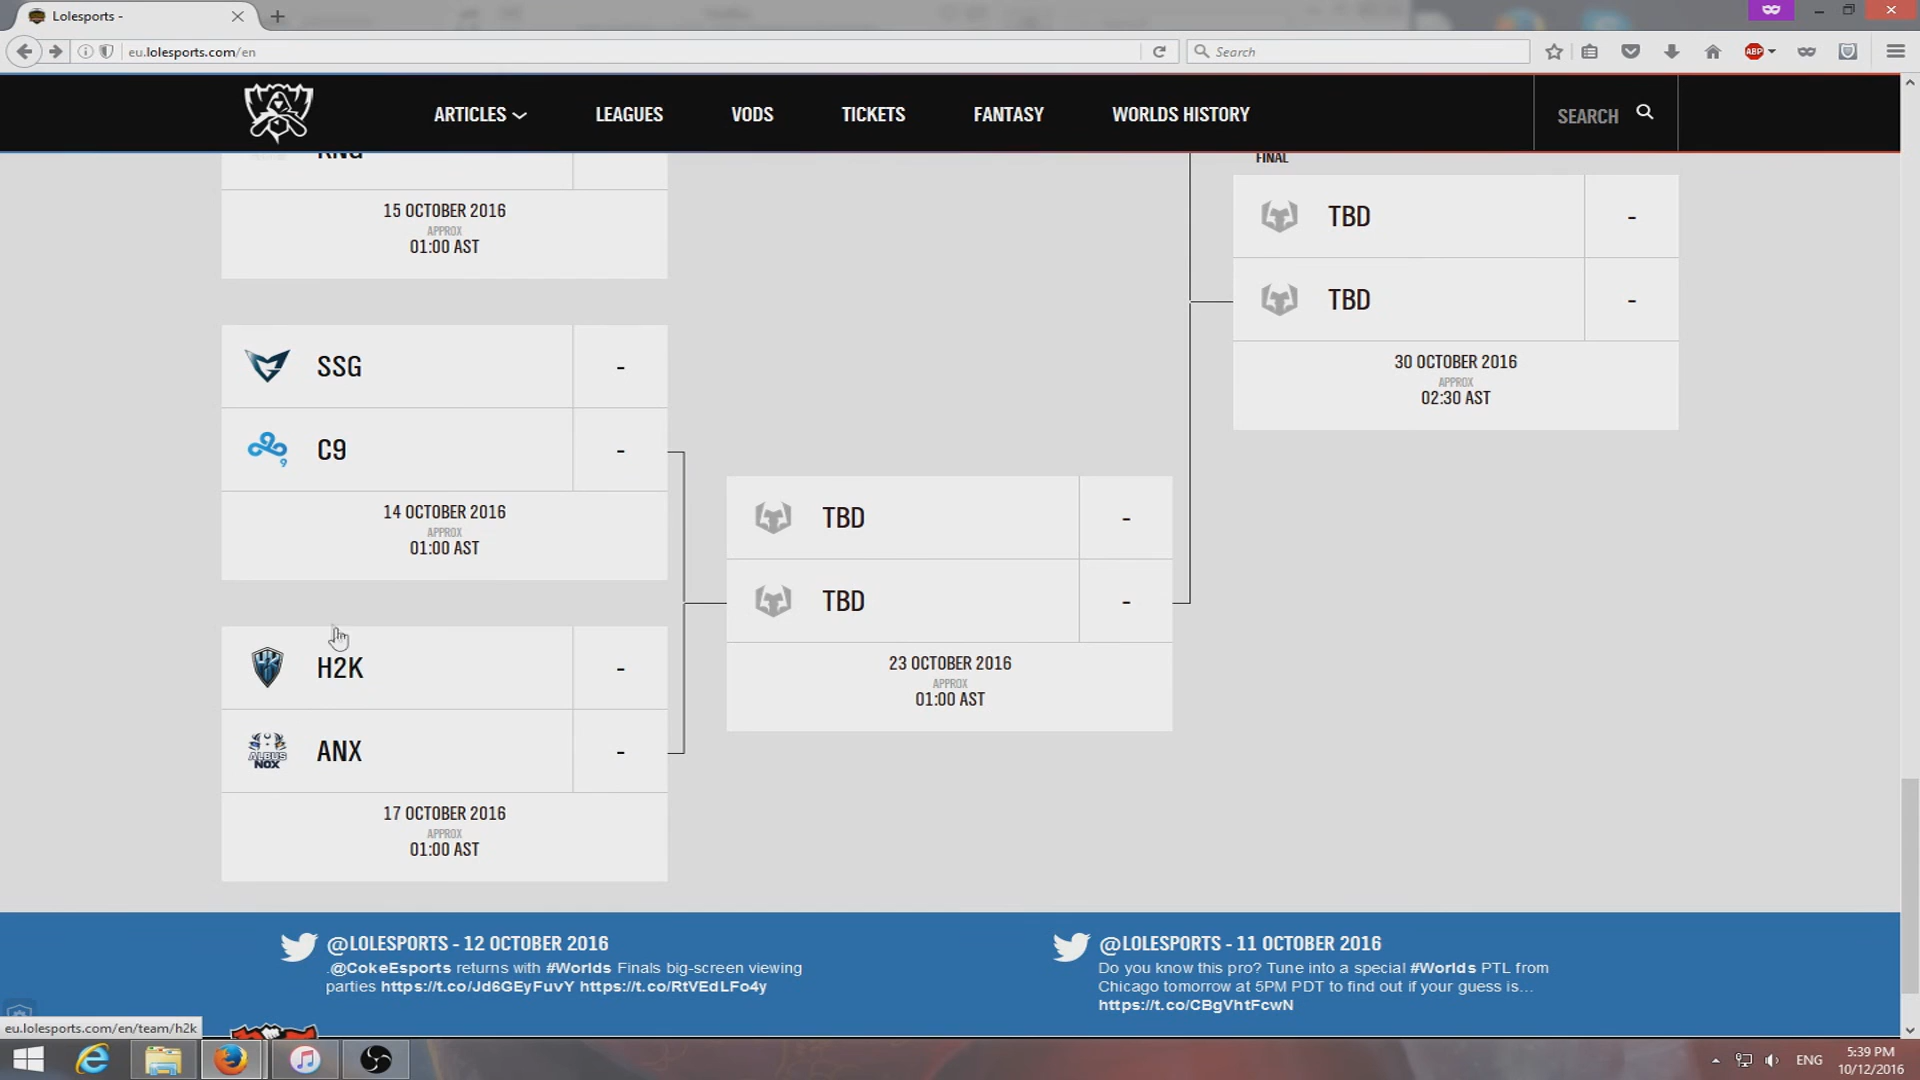 Lolesports -
eu.lolesports.com/en
Search
ABP
ARTICLES
LEAGUES
VODS
TICKETS
FANTASY
WORLDS HISTORY
SEARCH
RNG
15 OCTOBER 2016
APPROX
01:00 AST
FINAL
TBD -
TBD -
30 OCTOBER 2016
APPROX
02:30 AST
SSG -
C9 -
14 OCTOBER 2016
APPROX
01:00 AST
TBD -
TBD -
23 OCTOBER 2016
APPROX
01:00 AST
H2K -
ALBUS
NOX
ANX -
17 OCTOBER 2016
APPROX
01:00 AST
@LOLESPORTS - 12 OCTOBER 2016
.@CokeEsports returns with #Worlds Finals big-screen viewing
parties https://t.co/Jd6GEyFuvY https://t.co/RtVEdLFo4y
@LOLESPORTS - 11 OCTOBER 2016
Do you know this pro? Tune into a special #Worlds PTL from
Chicago tomorrow at 5PM PDT to find out if your guess is...
https://t.co/CBgVhtFcwN
eu.lolesports.com/en/team/h2k
ENG
5:39 PM
10/12/2016